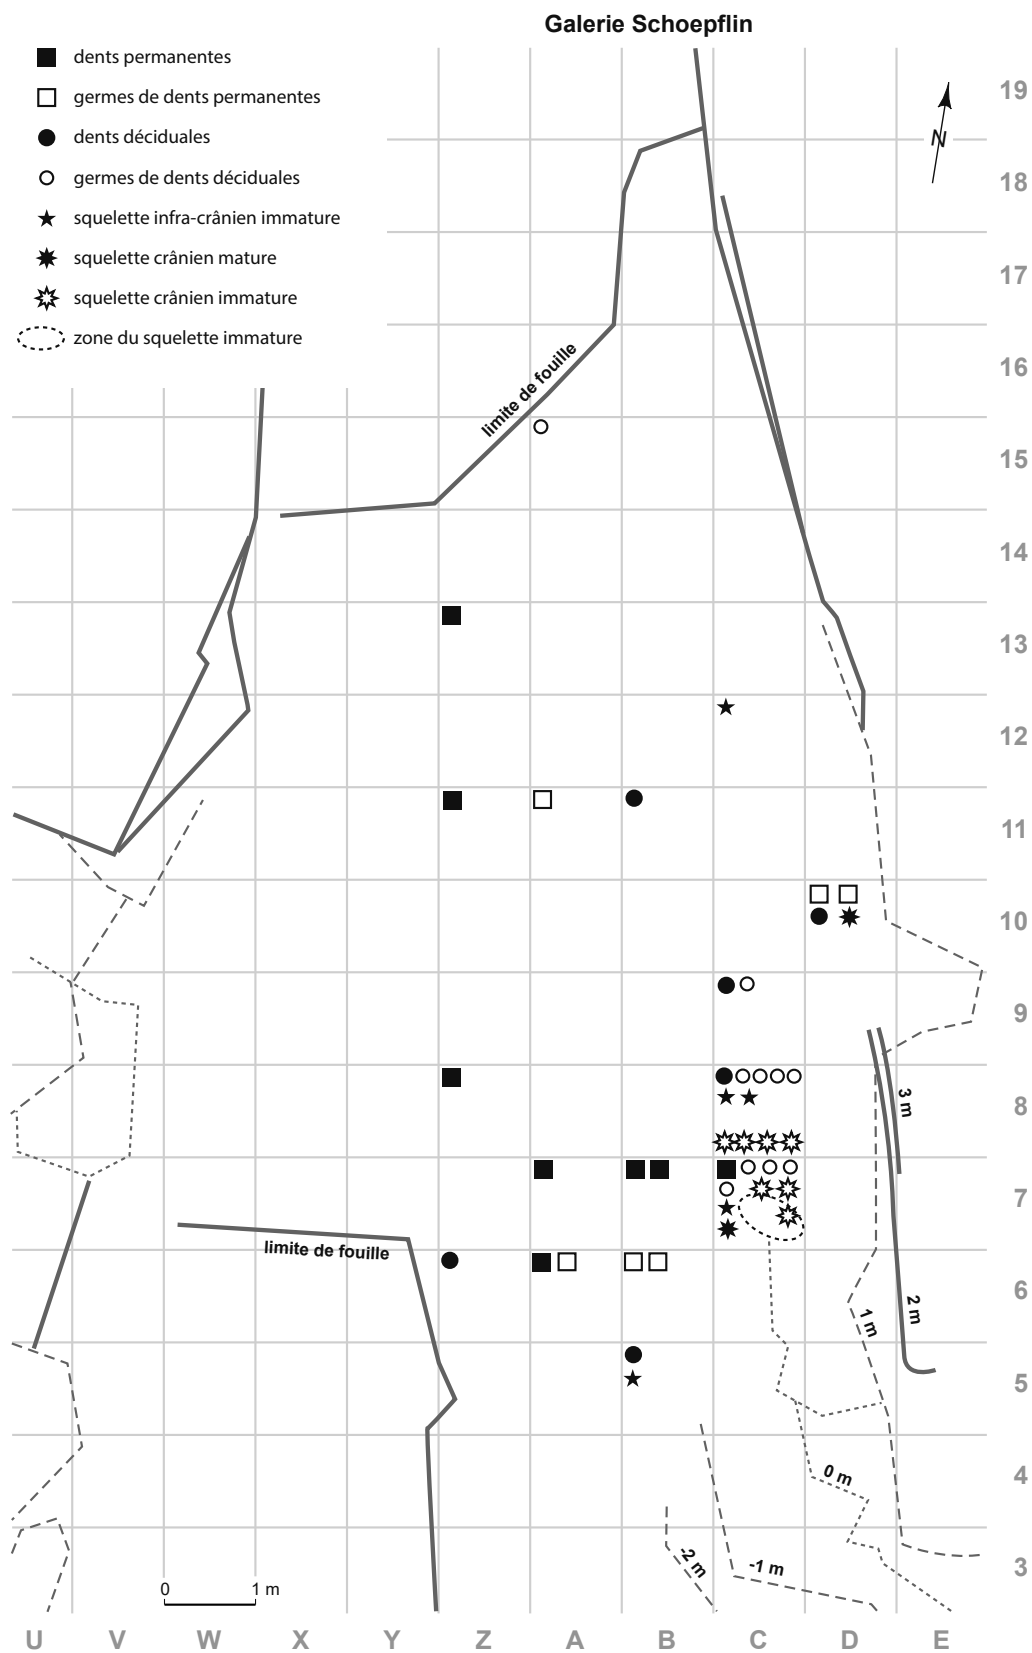 Galerie Schoepflin
dents permanentes
germes de dents permanentes
dents déciduales
germes de dents déciduales
squelette infra-crânien immature
squelette crânien mature
squelette crânien immature
zone du squelette immature
N
19
18
17
16
15
14
13
12
11
10
9
8
7
6
5
4
3
limite de fouille
limite de fouille
3 m
2 m
1 m
0 m
-1 m
-2 m
0 1 m
U V W X Y Z A B C D E